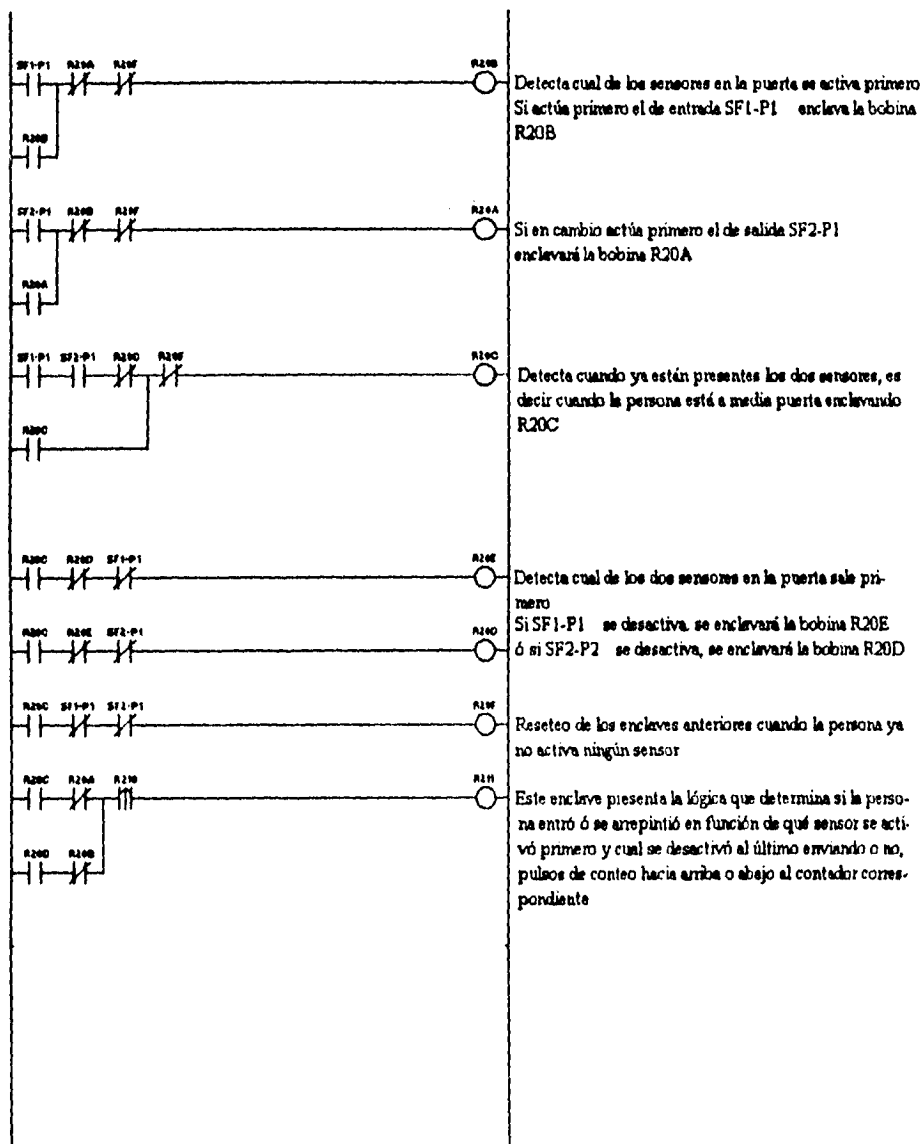 SF1-P1 R20A R20F R20B
R20B
Detecta cual de los sensores en la puerta se activa primero
Si actúa primero el de entrada SF1-P1 enclava la bobina
R20B
SF2-P1 R20B R20F R20A
R20A
Si en cambio actúa primero el de salida SF2-P1
enclavará la bobina R20A
SF1-P1 SF2-P1 R20F R20C
R20C
Detecta cuando ya están presentes los dos sensores, es
decir cuando la persona está a media puerta enclavando
R20C
R20C R20D SF1-P1 R20E
Detecta cual de los dos sensores en la puerta sale pri-
mero
Si SF1-P1 se desactiva, se enclavará la bobina R20E
R20C R20E SF2-P1 R20D
ó si SF2-P2 se desactiva, se enclavará la bobina R20D
R20C SF1-P1 SF2-P1 R20F
Reseteo de los enclaves anteriores cuando la persona ya
no activa ningún sensor
R20A
R20D R20B
Este enclave presenta la lógica que determina si la perso-
na entró ó se arrepintió en función de qué sensor se acti-
vó primero y cual se desactivó al último enviando o no,
pulsos de conteo hacia arriba o abajo al contador corres-
pondiente